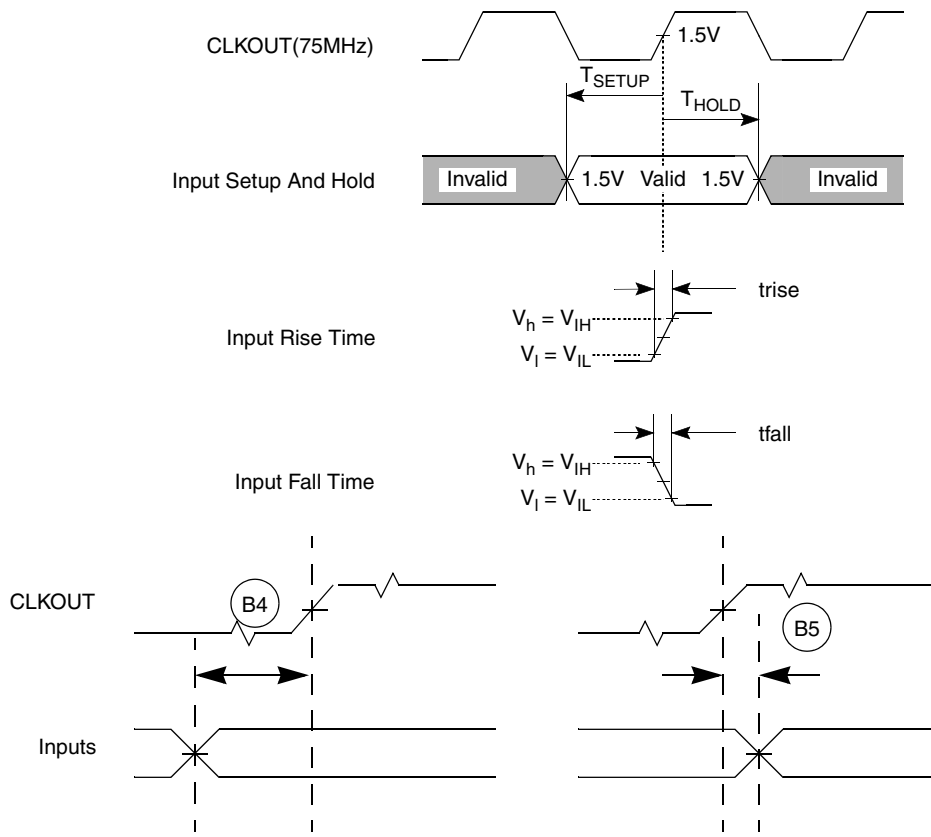 CLKOUT(75MHz)
1.5V
TSETUP
THOLD
Input Setup And Hold
Invalid
1.5V Valid 1.5V
Invalid
trise
Input Rise Time
Vh = VIH
Vl = VIL
tfall
Input Fall Time
Vh = VIH
Vl = VIL
CLKOUT
B4
B5
Inputs